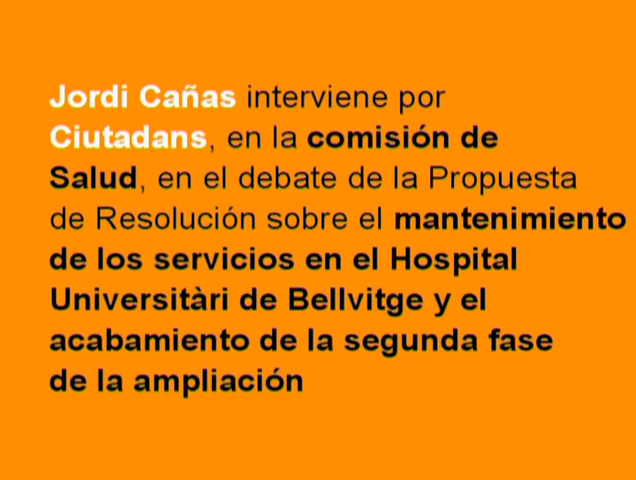 Jordi Cañas interviene por
Ciutadans, en la comisión de
Salud, en el debate de la Propuesta
de Resolución sobre el mantenimiento
de los servicios en el Hospital
Universitàri de Bellvitge y el
acabamiento de la segunda fase
de la ampliación